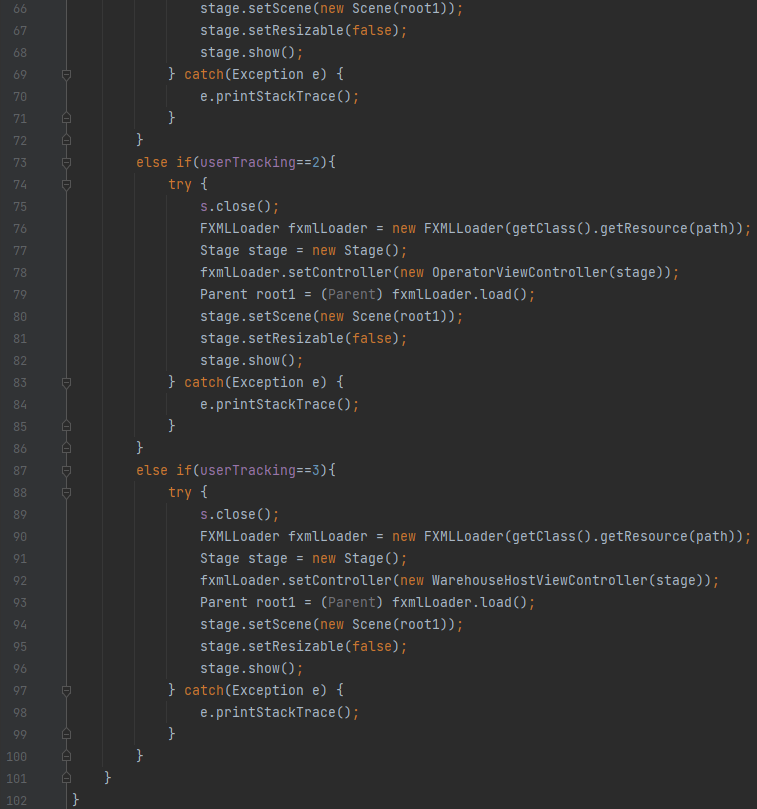 66 stage.setScene(new Scene(root1));
67 stage.setResizable(false);
68 stage.show();
69 } catch(Exception e) {
70 e.printStackTrace();
71 }
72 }
73 else if(userTracking==2){
74 try {
75 s.close();
76 FXMLLoader fxmlLoader = new FXMLLoader(getClass().getResource(path));
77 Stage stage = new Stage();
78 fxmlLoader.setController(new OperatorViewController(stage));
79 Parent root1 = (Parent) fxmlLoader.load();
80 stage.setScene(new Scene(root1));
81 stage.setResizable(false);
82 stage.show();
83 } catch(Exception e) {
84 e.printStackTrace();
85 }
86 }
87 else if(userTracking==3){
88 try {
89 s.close();
90 FXMLLoader fxmlLoader = new FXMLLoader(getClass().getResource(path));
91 Stage stage = new Stage();
92 fxmlLoader.setController(new WarehouseHostViewController(stage));
93 Parent root1 = (Parent) fxmlLoader.load();
94 stage.setScene(new Scene(root1));
95 stage.setResizable(false);
96 stage.show();
97 } catch(Exception e) {
98 e.printStackTrace();
99 }
100 }
101 }
102 }